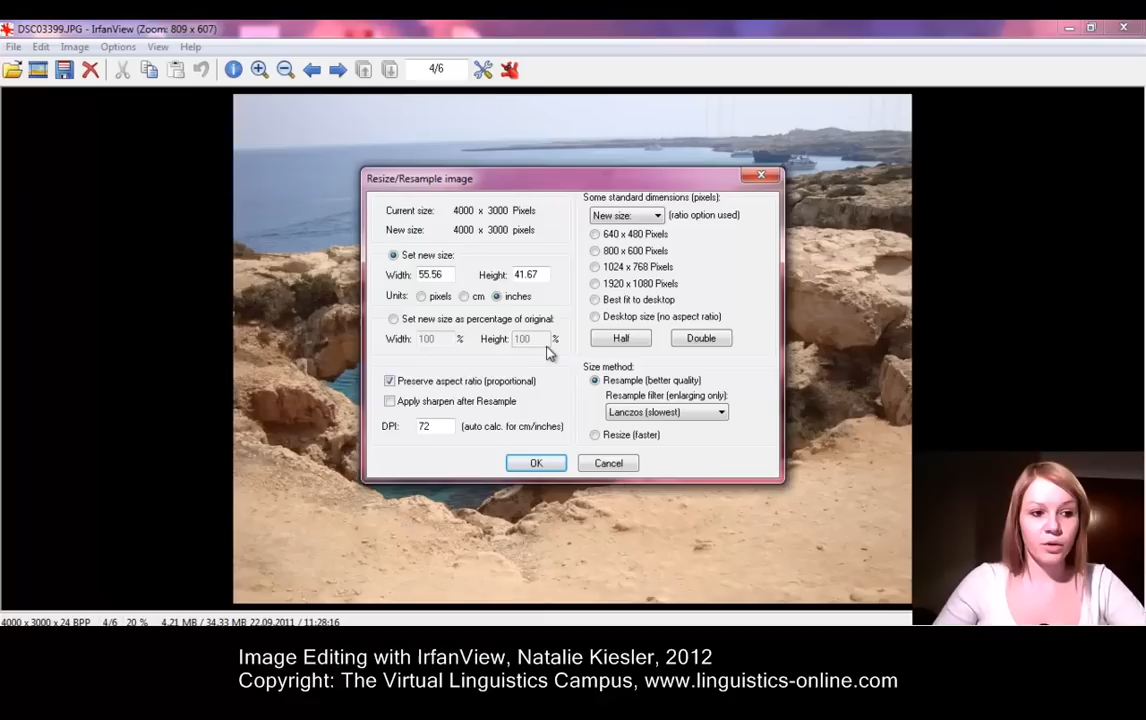 DSC03399.JPG - IrfanView (Zoom: 809 x 607)
File Edit Image Options View Help
4/6
Resize/Resample image
Current size: 4000 x 3000 Pixels
New size: 4000 x 3000 pixels
Set new size:
Width: 55.56 Height: 41.67
Units: pixels cm inches
Set new size as percentage of original:
Width: 100 % Height: 100 %
Preserve aspect ratio (proportional)
Apply sharpen after Resample
DPI: 72 (auto calc. for cm/inches)
Some standard dimensions (pixels):
New size: (ratio option used)
640 x 480 Pixels
800 x 600 Pixels
1024 x 768 Pixels
1920 x 1080 Pixels
Best fit to desktop
Desktop size (no aspect ratio)
Half Double
Size method:
Resample (better quality)
Resample filter (enlarging only):
Lanczos (slowest)
Resize (faster)
OK Cancel
4000 x 3000 x 24 BPP 4/6 20 % 4.21 MB / 34.33 MB 22.09.2011 / 11:28:16
Image Editing with IrfanView, Natalie Kiesler, 2012
Copyright: The Virtual Linguistics Campus, www.linguistics-online.com